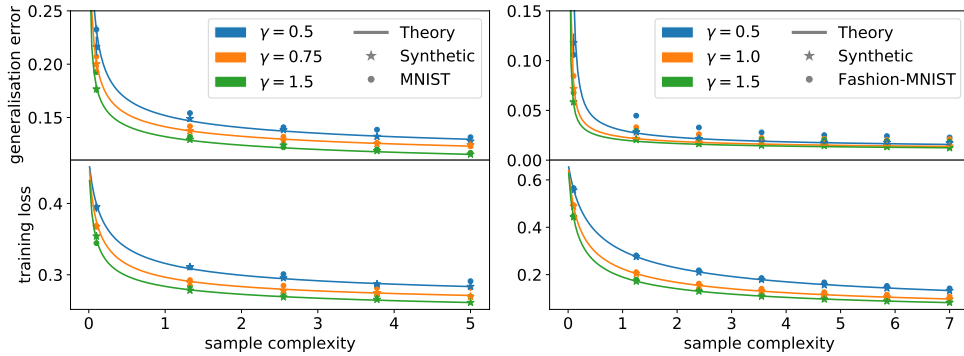 generalisation error
0.25
0.20
0.15
γ = 0.5
γ = 0.75
γ = 1.5
Theory
Synthetic
MNIST
training loss
0.4
0.3
0 1 2 3 4 5
sample complexity
0.15
0.10
0.05
0.00
γ = 0.5
γ = 1.0
γ = 1.5
Theory
Synthetic
Fashion-MNIST
0.6
0.4
0.2
0 1 2 3 4 5 6 7
sample complexity